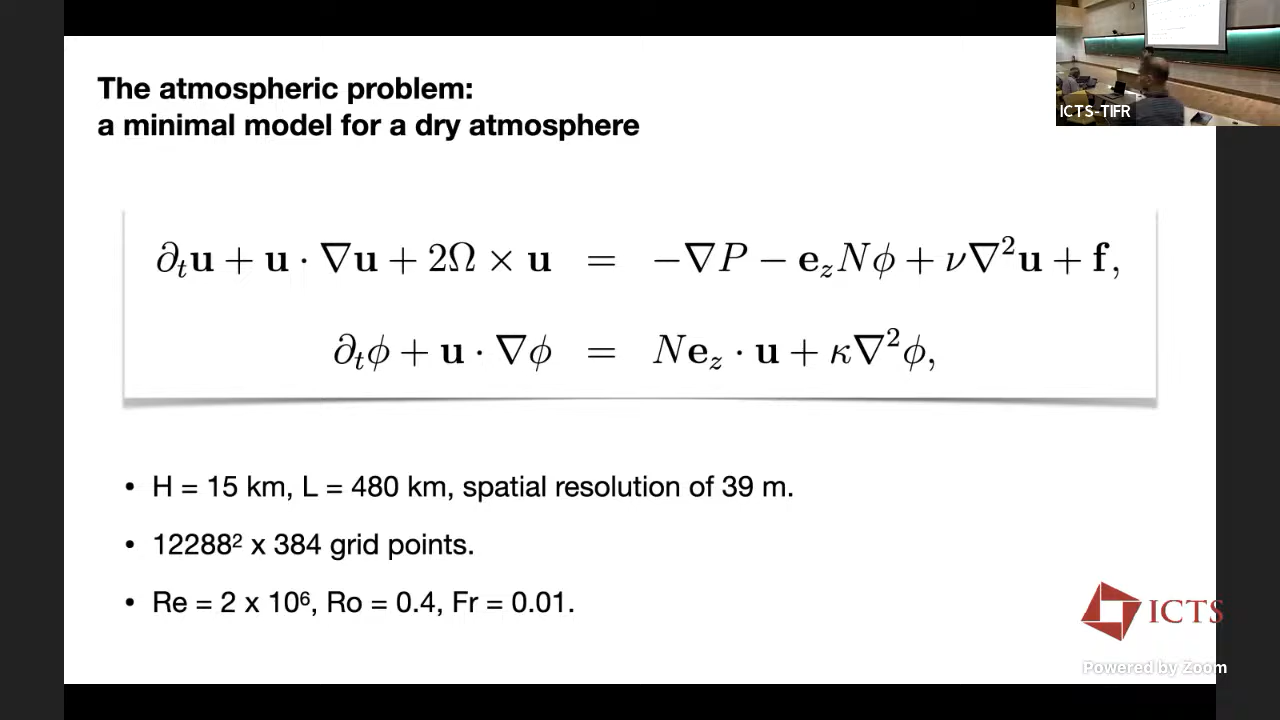 The atmospheric problem:
a minimal model for a dry atmosphere
∂ₜu + u · ∇u + 2Ω × u = −∇P − e_z Nϕ + ν∇²u + f,
∂ₜϕ + u · ∇ϕ = Ne_z · u + κ∇²ϕ,
• H = 15 km, L = 480 km, spatial resolution of 39 m.
• 12288² x 384 grid points.
• Re = 2 x 10⁶, Ro = 0.4, Fr = 0.01.
ICTS-TIFR
ICTS
Powered by Zoom